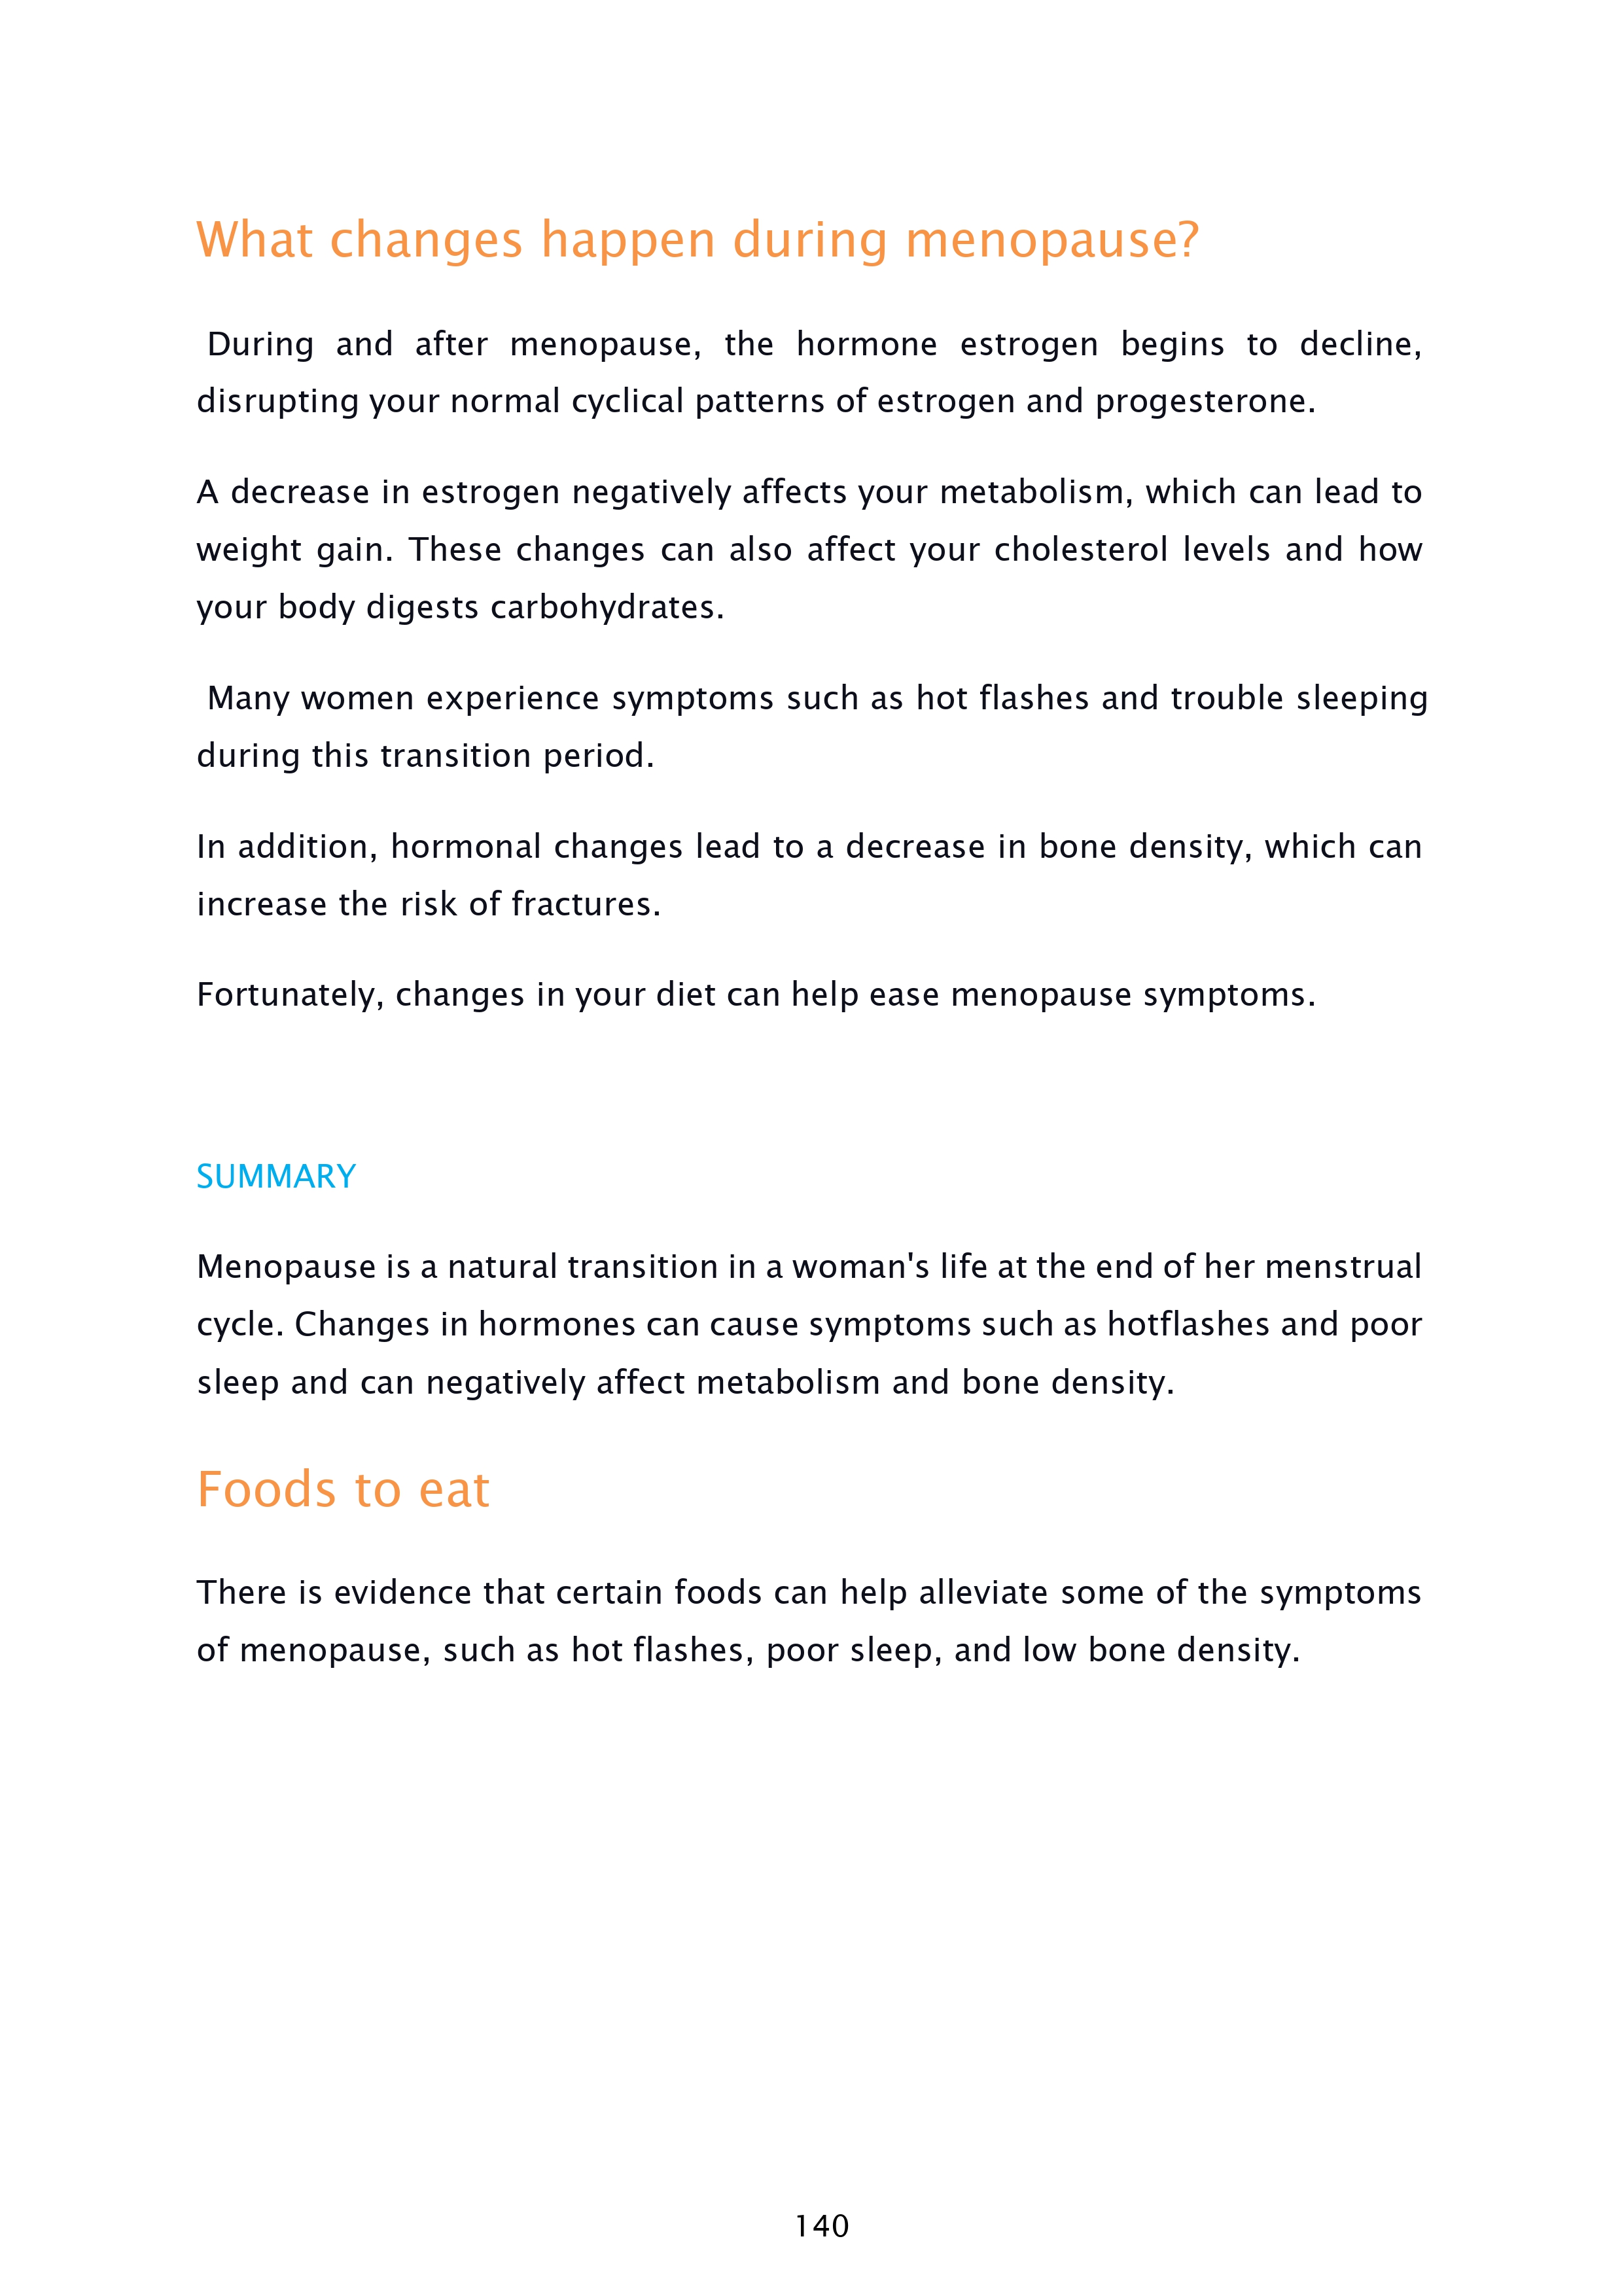 What changes happen during menopause?
During and after menopause, the hormone estrogen begins to decline,
disrupting your normal cyclical patterns of estrogen and progesterone.
A decrease in estrogen negatively affects your metabolism, which can lead to
weight gain. These changes can also affect your cholesterol levels and how
your body digests carbohydrates.
Many women experience symptoms such as hot flashes and trouble sleeping
during this transition period.
In addition, hormonal changes lead to a decrease in bone density, which can
increase the risk of fractures.
Fortunately, changes in your diet can help ease menopause symptoms.
SUMMARY
Menopause is a natural transition in a woman's life at the end of her menstrual
cycle. Changes in hormones can cause symptoms such as hotflashes and poor
sleep and can negatively affect metabolism and bone density.
Foods to eat
There is evidence that certain foods can help alleviate some of the symptoms
of menopause, such as hot flashes, poor sleep, and low bone density.
140